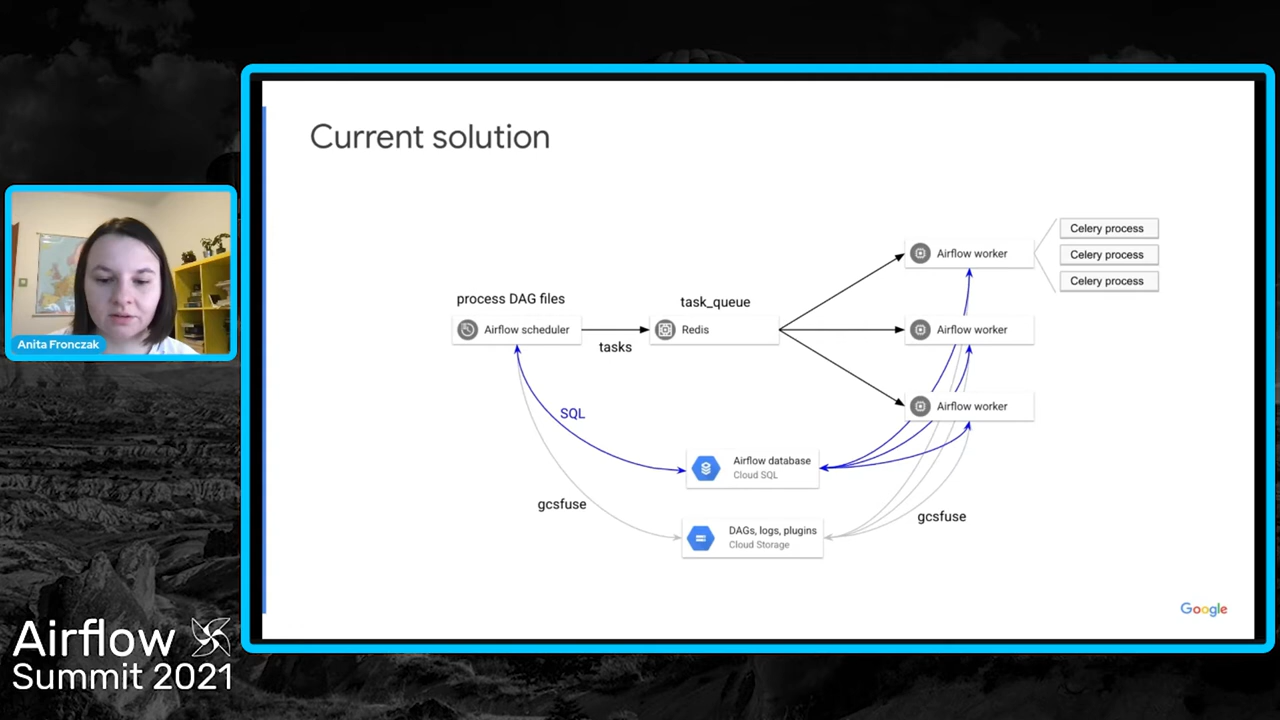 Current solution
Celery process
Airflow worker
Celery process
Celery process
process DAG files
task_queue
Airflow scheduler
Redis
Airflow worker
tasks
Anita Fronczak
Airflow worker
SQL
Airflow database
Cloud SQL
gcsfuse
gcsfuse
DAGs, logs, plugins
Cloud Storage
Google
Airflow
Summit 2021